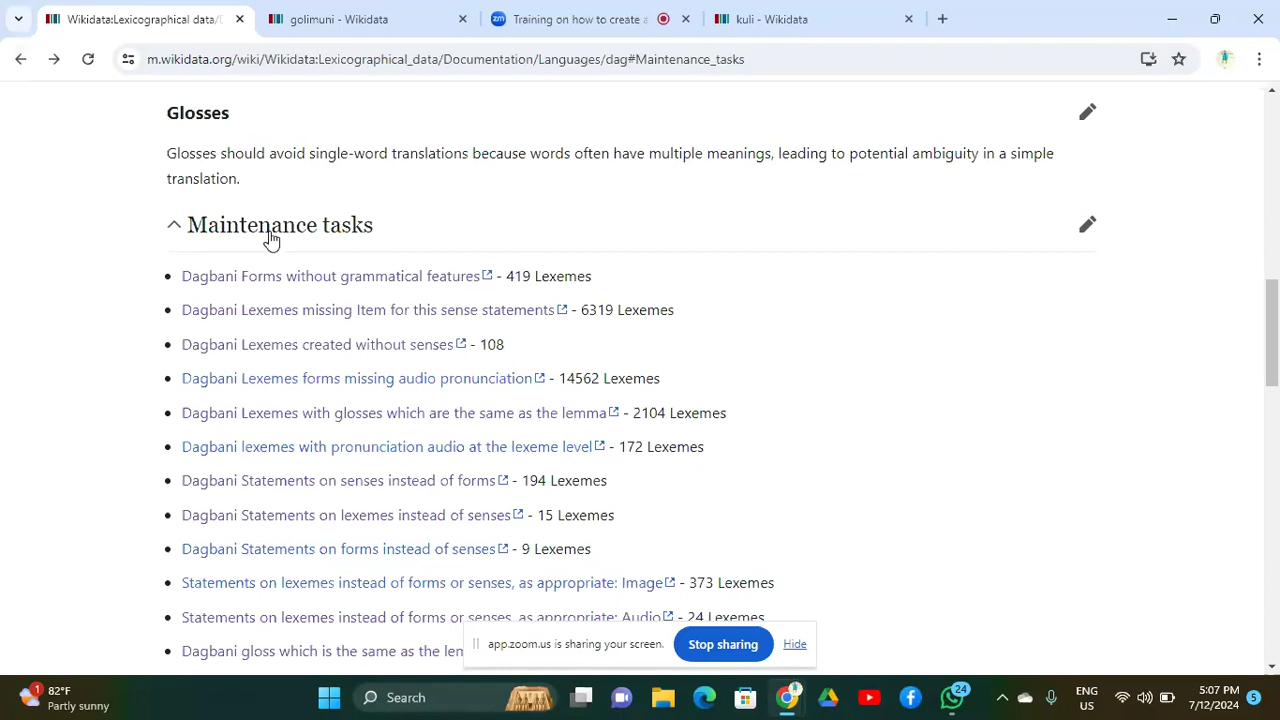 Wikidata:Lexicographical data/D
golimuni - Wikidata
zm Training on how to create a
kuli - Wikidata
m.wikidata.org/wiki/Wikidata:Lexicographical_data/Documentation/Languages/dag#Maintenance_tasks
Glosses
Glosses should avoid single-word translations because words often have multiple meanings, leading to potential ambiguity in a simple
translation.
Maintenance tasks
Dagbani Forms without grammatical features - 419 Lexemes
Dagbani Lexemes missing Item for this sense statements - 6319 Lexemes
Dagbani Lexemes created without senses - 108
Dagbani Lexemes forms missing audio pronunciation - 14562 Lexemes
Dagbani Lexemes with glosses which are the same as the lemma - 2104 Lexemes
Dagbani lexemes with pronunciation audio at the lexeme level - 172 Lexemes
Dagbani Statements on senses instead of forms - 194 Lexemes
Dagbani Statements on lexemes instead of senses - 15 Lexemes
Dagbani Statements on forms instead of senses - 9 Lexemes
Statements on lexemes instead of forms or senses, as appropriate: Image - 373 Lexemes
Statements on lexemes instead of forms or senses, as appropriate: Audio - 24 Lexemes
Dagbani gloss which is the same as the lem
app.zoom.us is sharing your screen. Stop sharing Hide
1 82°F
Partly sunny
Search
24
ENG
US
5:07 PM
7/12/2024
5